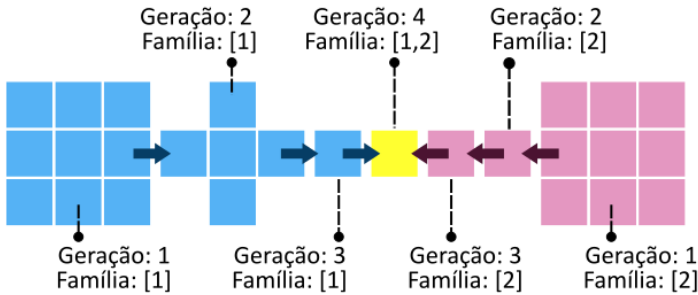 Geração: 2
Família: [1]
Geração: 4
Família: [1,2]
Geração: 2
Família: [2]
Geração: 1
Família: [1]
Geração: 3
Família: [1]
Geração: 3
Família: [2]
Geração: 1
Família: [2]